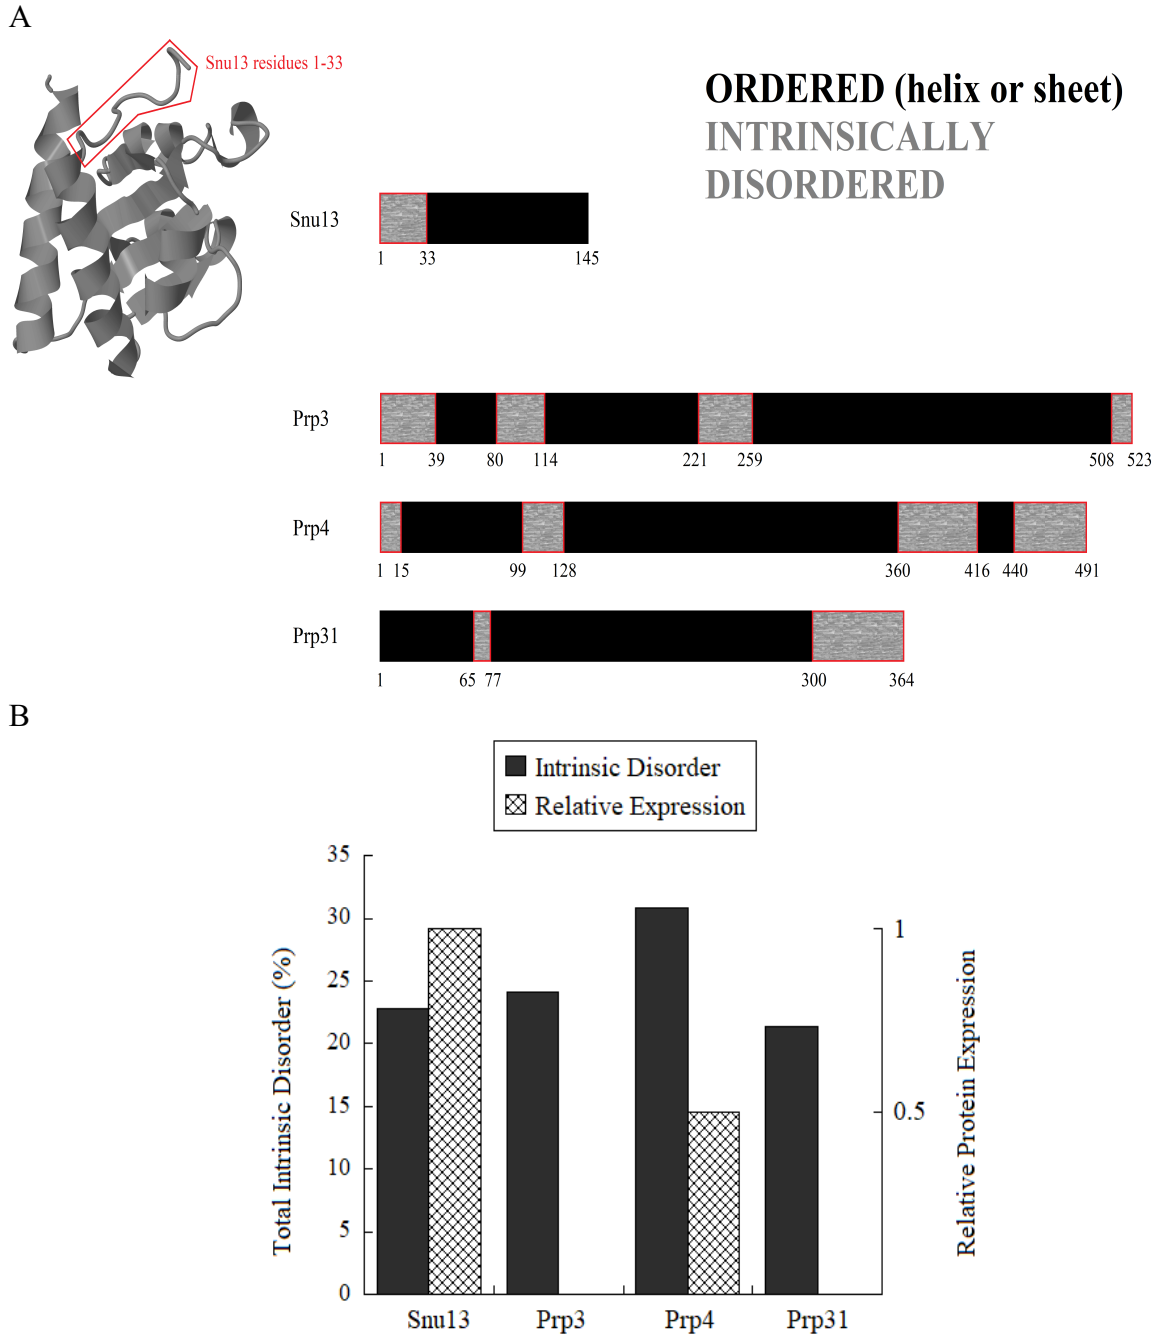 A
Snu13 residues 1-33
ORDERED (helix or sheet)
INTRINSICALLY
DISORDERED
Snu13
1 33 145
Prp3
1 39 80 114 221 259 508 523
Prp4
1 15 99 128 360 416 440 491
Prp31
1 65 77 300 364
B
Intrinsic Disorder
Relative Expression
Total Intrinsic Disorder (%)
35
30
25
20
15
10
5
0
1
0.5
Relative Protein Expression
Snu13 Prp3 Prp4 Prp31